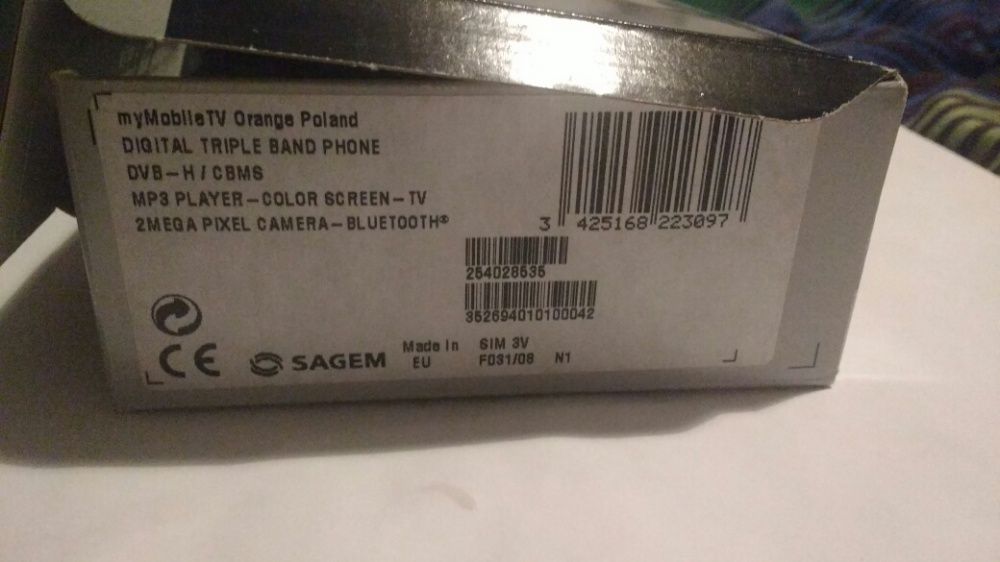 myMobileTV Orange Poland
DIGITAL TRIPLE BAND PHONE
DVB-H / CBMS
MP3 PLAYER-COLOR SCREEN-TV
2MEGA PIXEL CAMERA-BLUETOOTH®
3 425168 223097
254028535
352694010100042
CE SAGEM Made in EU
SIM 3V
F031/08 N1